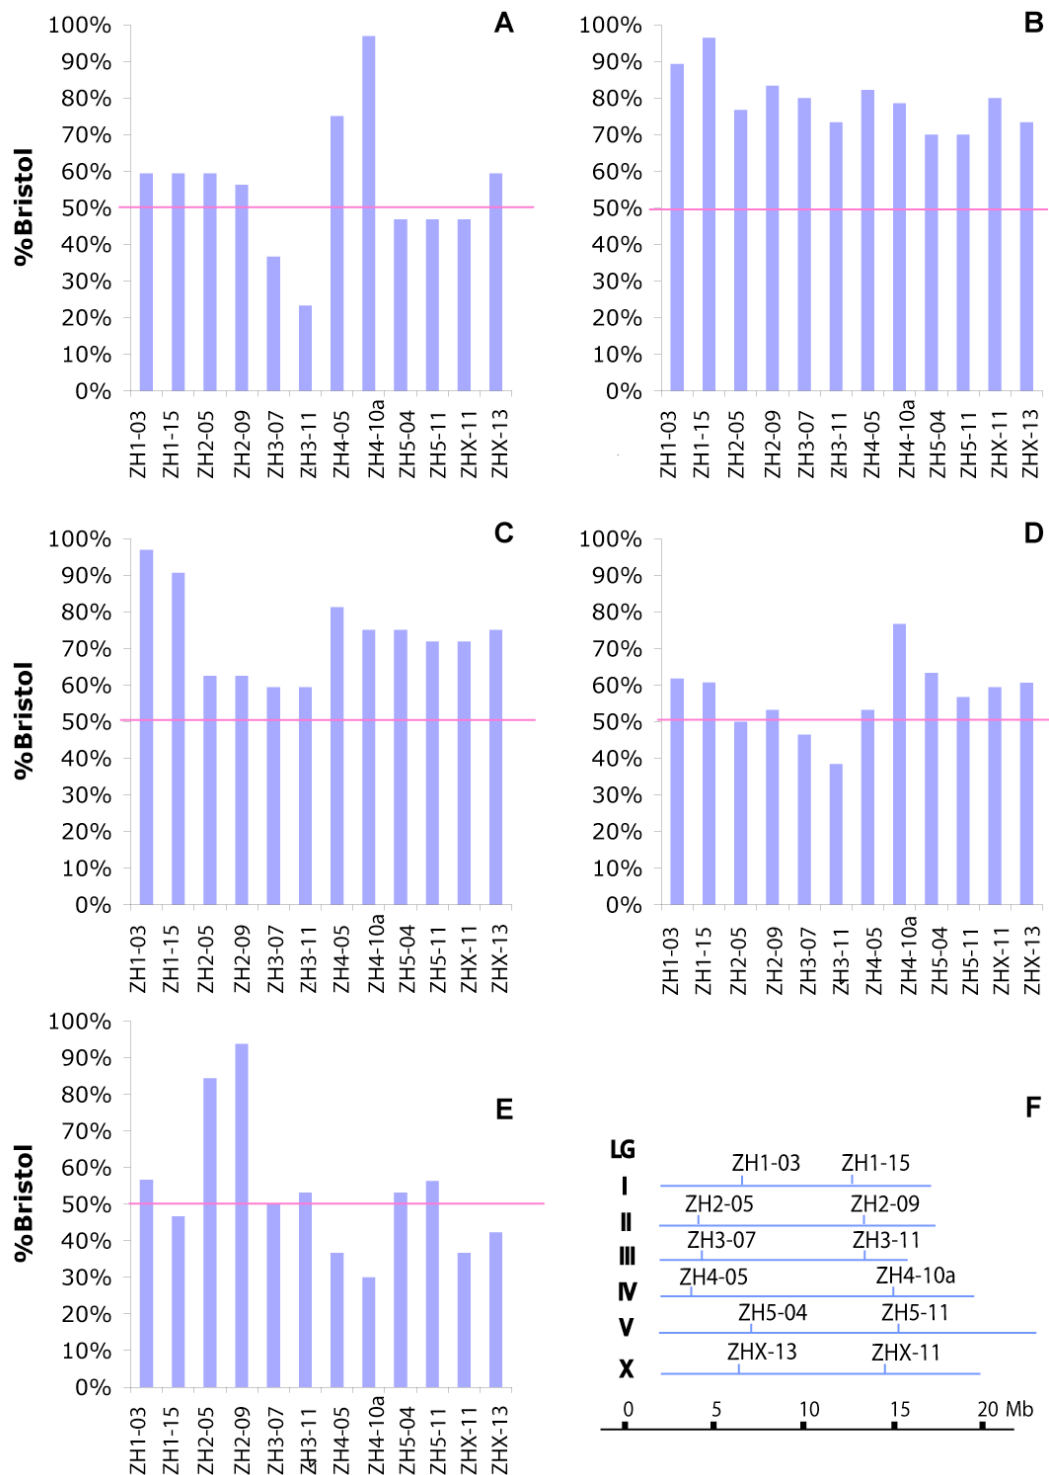 A
%Bristol
100%
90%
80%
70%
60%
50%
40%
30%
20%
10%
0%
ZH1-03 ZH1-15 ZH2-05 ZH2-09 ZH3-07 ZH3-11 ZH4-05 ZH4-10a ZH5-04 ZH5-11 ZHX-11 ZHX-13
B
100%
90%
80%
70%
60%
50%
40%
30%
20%
10%
0%
ZH1-03 ZH1-15 ZH2-05 ZH2-09 ZH3-07 ZH3-11 ZH4-05 ZH4-10a ZH5-04 ZH5-11 ZHX-11 ZHX-13
C
%Bristol
100%
90%
80%
70%
60%
50%
40%
30%
20%
10%
0%
ZH1-03 ZH1-15 ZH2-05 ZH2-09 ZH3-07 ZH3-11 ZH4-05 ZH4-10a ZH5-04 ZH5-11 ZHX-11 ZHX-13
D
100%
90%
80%
70%
60%
50%
40%
30%
20%
10%
0%
ZH1-03 ZH1-15 ZH2-05 ZH2-09 ZH3-07 ZH3-11 ZH4-05 ZH4-10a ZH5-04 ZH5-11 ZHX-11 ZHX-13
E
%Bristol
100%
90%
80%
70%
60%
50%
40%
30%
20%
10%
0%
ZH1-03 ZH1-15 ZH2-05 ZH2-09 ZH3-07 ZH3-11 ZH4-05 ZH4-10a ZH5-04 ZH5-11 ZHX-11 ZHX-13
F
LG
I ZH1-03 ZH1-15
II ZH2-05 ZH2-09
III ZH3-07 ZH3-11
IV ZH4-05 ZH4-10a
V ZH5-04 ZH5-11
X ZHX-13 ZHX-11
0 5 10 15 20 Mb